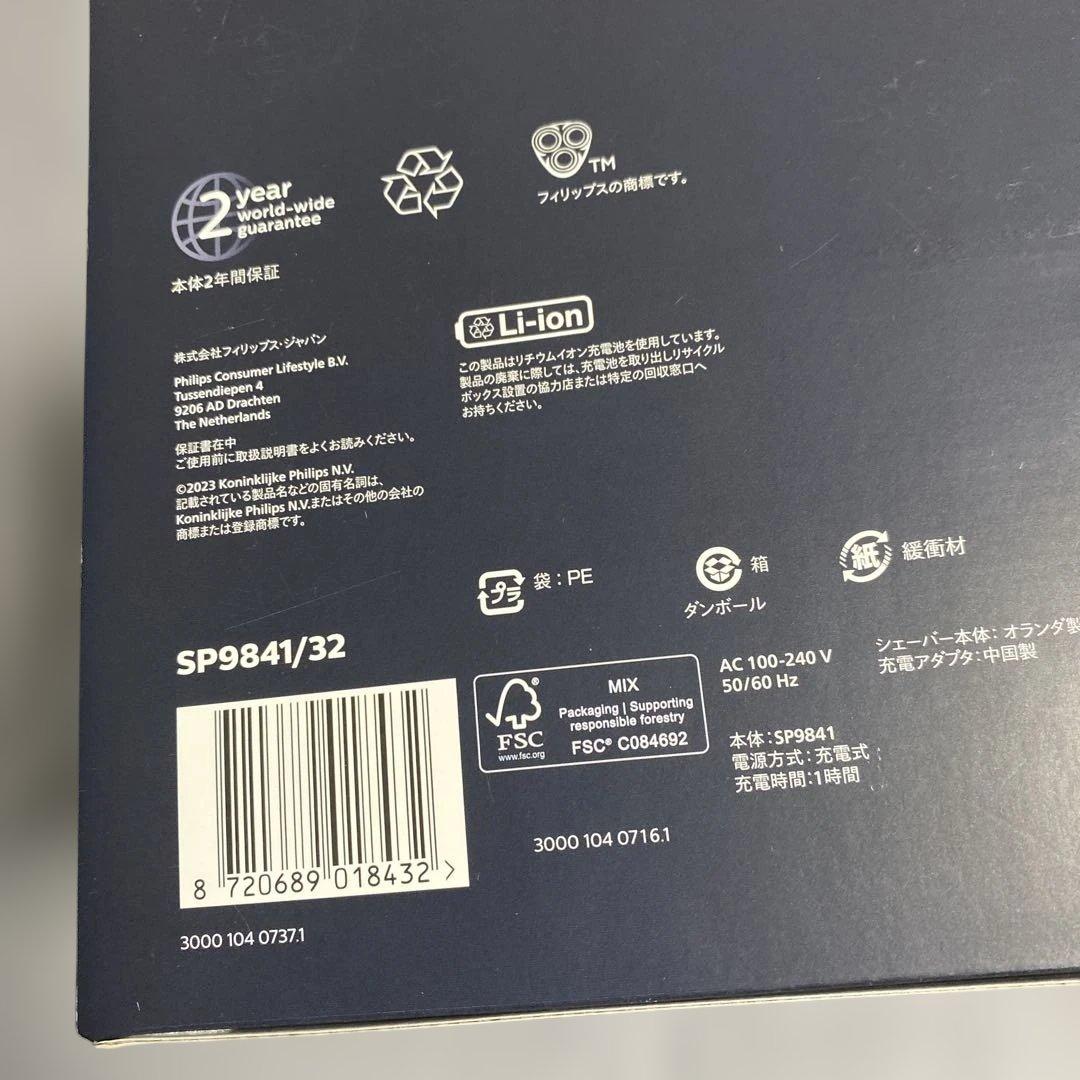 2 year
world-wide
guarantee
本体2年間保証
TM
フィリップスの商標です。
株式会社フィリップス・ジャパン
Philips Consumer Lifestyle B.V.
Tussendiepen 4
9206 AD Drachten
The Netherlands
保証書在中
ご使用前に取扱説明書をよくお読みください。
©2023 Koninklijke Philips N.V.
記載されている製品名などの固有名詞は、
Koninklijke Philips N.V.またはその他の会社の
商標または登録商標です。
Li-ion
この製品はリチウムイオン充電池を使用しています。
製品の廃棄に際しては、充電池を取り出しリサイクル
ボックス設置の協力店または特定の回収窓口へ
お持ちください。
プラ
袋：PE
箱
ダンボール
紙
緩衝材
SP9841/32
8 720689 018432 >
3000 104 0737.1
FSC
www.fsc.org
MIX
Packaging | Supporting
responsible forestry
FSC® C084692
3000 104 0716.1
AC 100-240 V
50/60 Hz
本体：SP9841
電源方式：充電式
充電時間：1時間
シェーバー本体：オランダ製
充電アダプタ：中国製